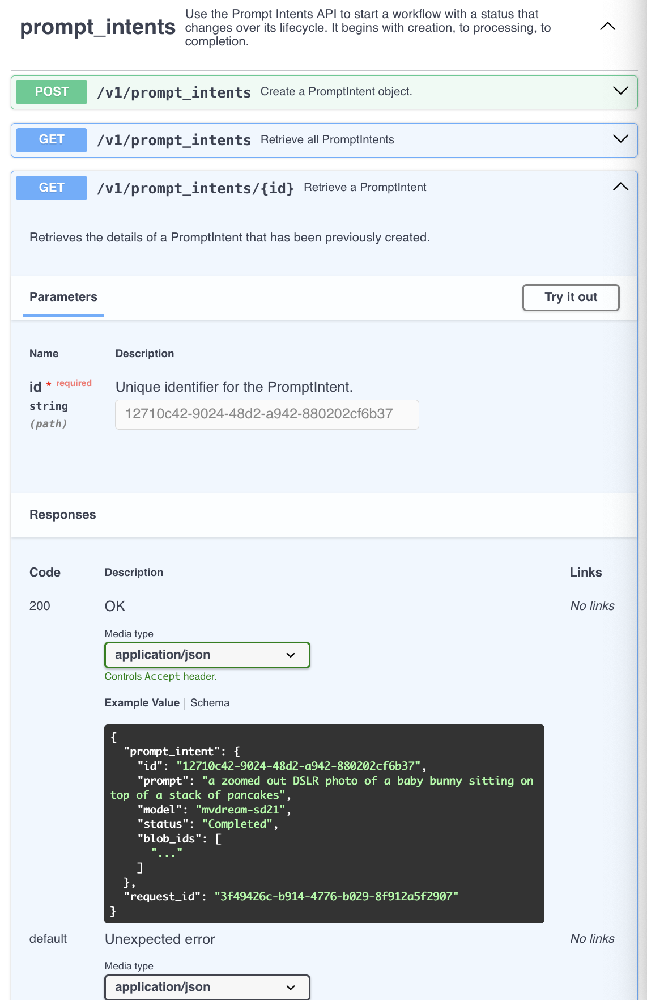 prompt_intents
Use the Prompt Intents API to start a workflow with a status that
changes over its lifecycle. It begins with creation, to processing, to
completion.
POST /v1/prompt_intents Create a PromptIntent object.
GET /v1/prompt_intents Retrieve all PromptIntents
GET /v1/prompt_intents/{id} Retrieve a PromptIntent
Retrieves the details of a PromptIntent that has been previously created.
Parameters
Try it out
Name Description
id * required
string
(path)
Unique identifier for the PromptIntent.
12710c42-9024-48d2-a942-880202cf6b37
Responses
Code Description Links
200 OK No links
Media type
application/json
Controls Accept header.
Example Value | Schema
{
  "prompt_intent": {
    "id": "12710c42-9024-48d2-a942-880202cf6b37",
    "prompt": "a zoomed out DSLR photo of a baby bunny sitting on
top of a stack of pancakes",
    "model": "mvdream-sd21",
    "status": "Completed",
    "blob_ids": [
      "..."
    ]
  },
  "request_id": "3f49426c-b914-4776-b029-8f912a5f2907"
}
default Unexpected error No links
Media type
application/json